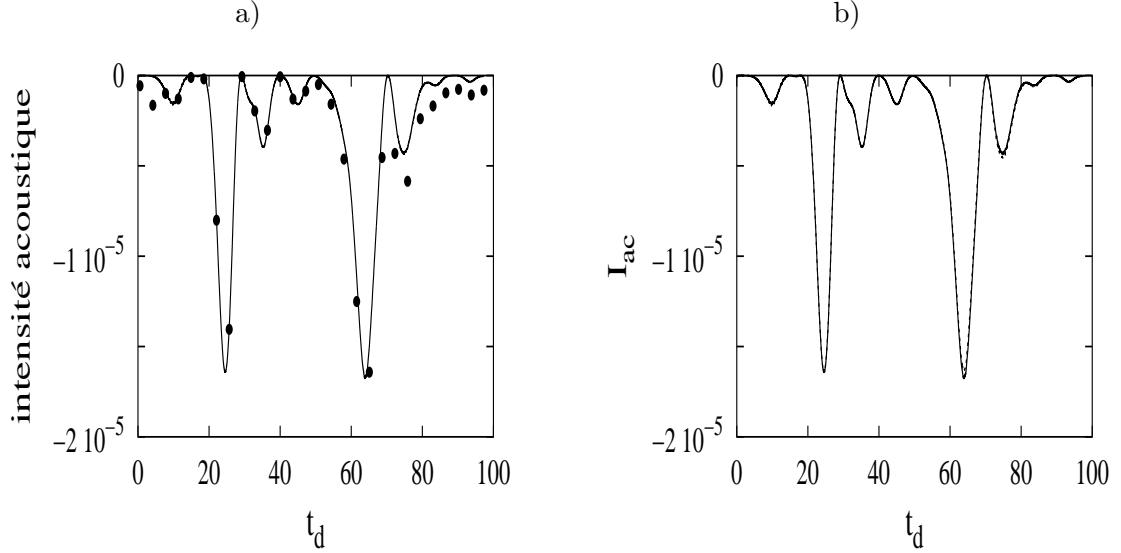 a) b)
0 0
intensité acoustique
I_ac
−1 10^−5 −1 10^−5
−2 10^−5 −2 10^−5
0 20 40 60 80 100 0 20 40 60 80 100
t_d t_d